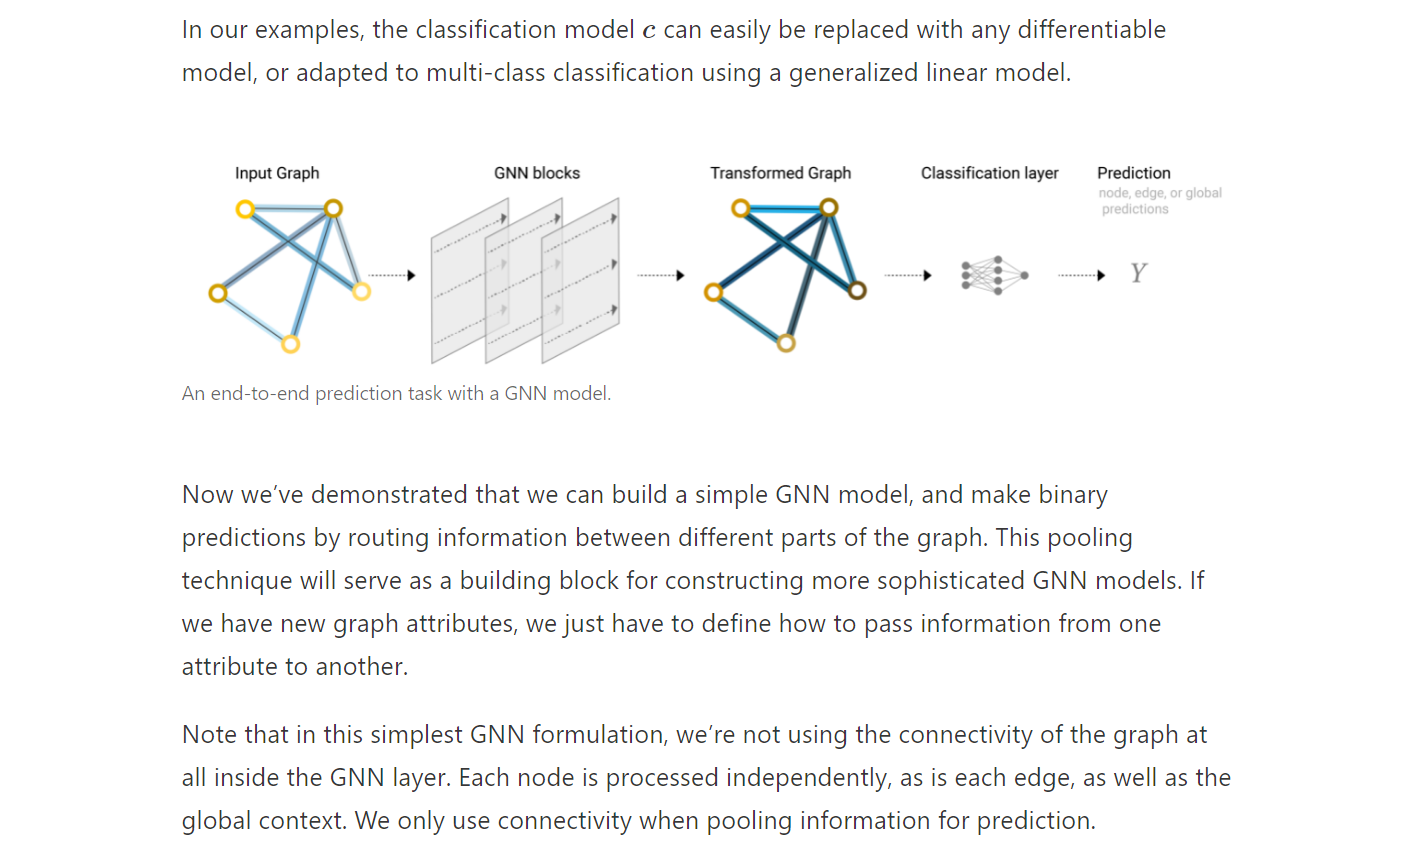 In our examples, the classification model c can easily be replaced with any differentiable
model, or adapted to multi-class classification using a generalized linear model.
Input Graph
GNN blocks
Transformed Graph
Classification layer
Prediction
node, edge, or global
predictions
Y
An end-to-end prediction task with a GNN model.
Now we’ve demonstrated that we can build a simple GNN model, and make binary
predictions by routing information between different parts of the graph. This pooling
technique will serve as a building block for constructing more sophisticated GNN models. If
we have new graph attributes, we just have to define how to pass information from one
attribute to another.
Note that in this simplest GNN formulation, we’re not using the connectivity of the graph at
all inside the GNN layer. Each node is processed independently, as is each edge, as well as the
global context. We only use connectivity when pooling information for prediction.